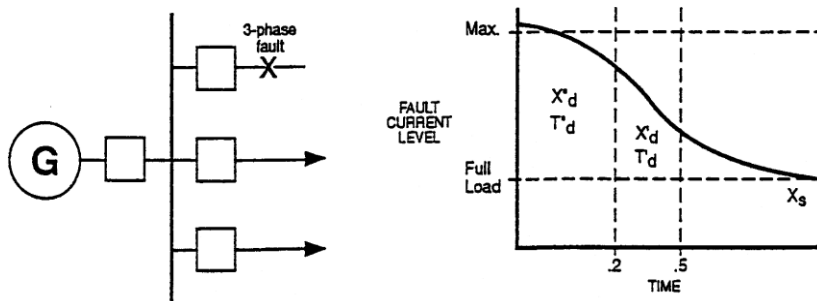 3-phase
fault
X
G
Max.
FAULT
CURRENT
LEVEL
X"d
T"d
X'd
T'd
Full
Load
Xs
.2
.5
TIME